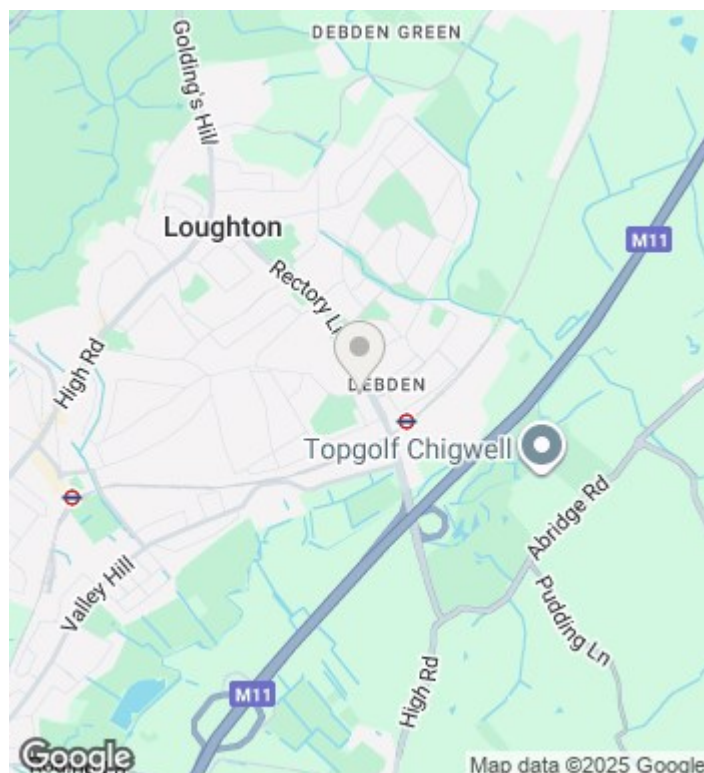 DEBDEN GREEN
Golding's Hill
Loughton
M11
Rectory
High Rd
DEBDEN
Topgolf Chigwell
Abridge Rd
Valley Hill
Pudding Ln
High Rd
M11
Google
Map data ©2025 Google